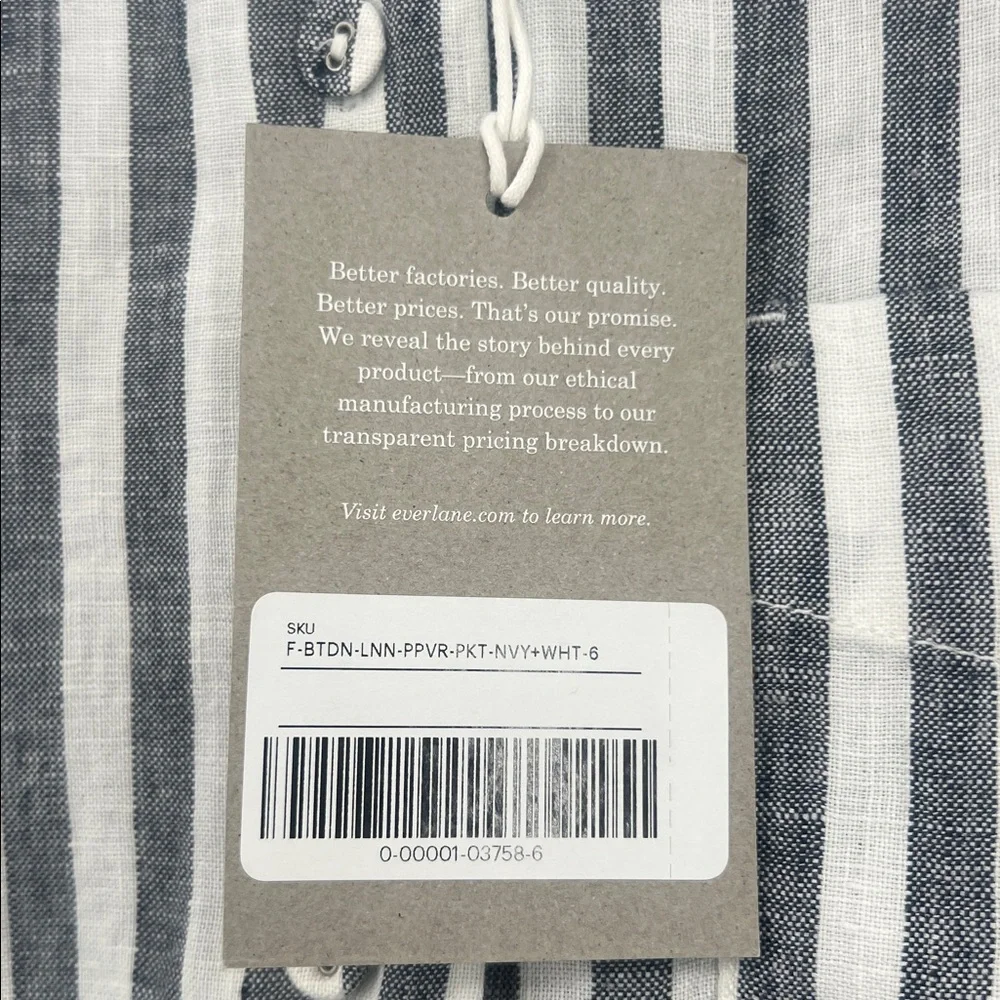 Better factories. Better quality.
Better prices. That's our promise.
We reveal the story behind every
product—from our ethical
manufacturing process to our
transparent pricing breakdown.
Visit everlane.com to learn more.
SKU
F-BTDN-LNN-PPVR-PKT-NVY+WHT-6
0-00001-03758-6